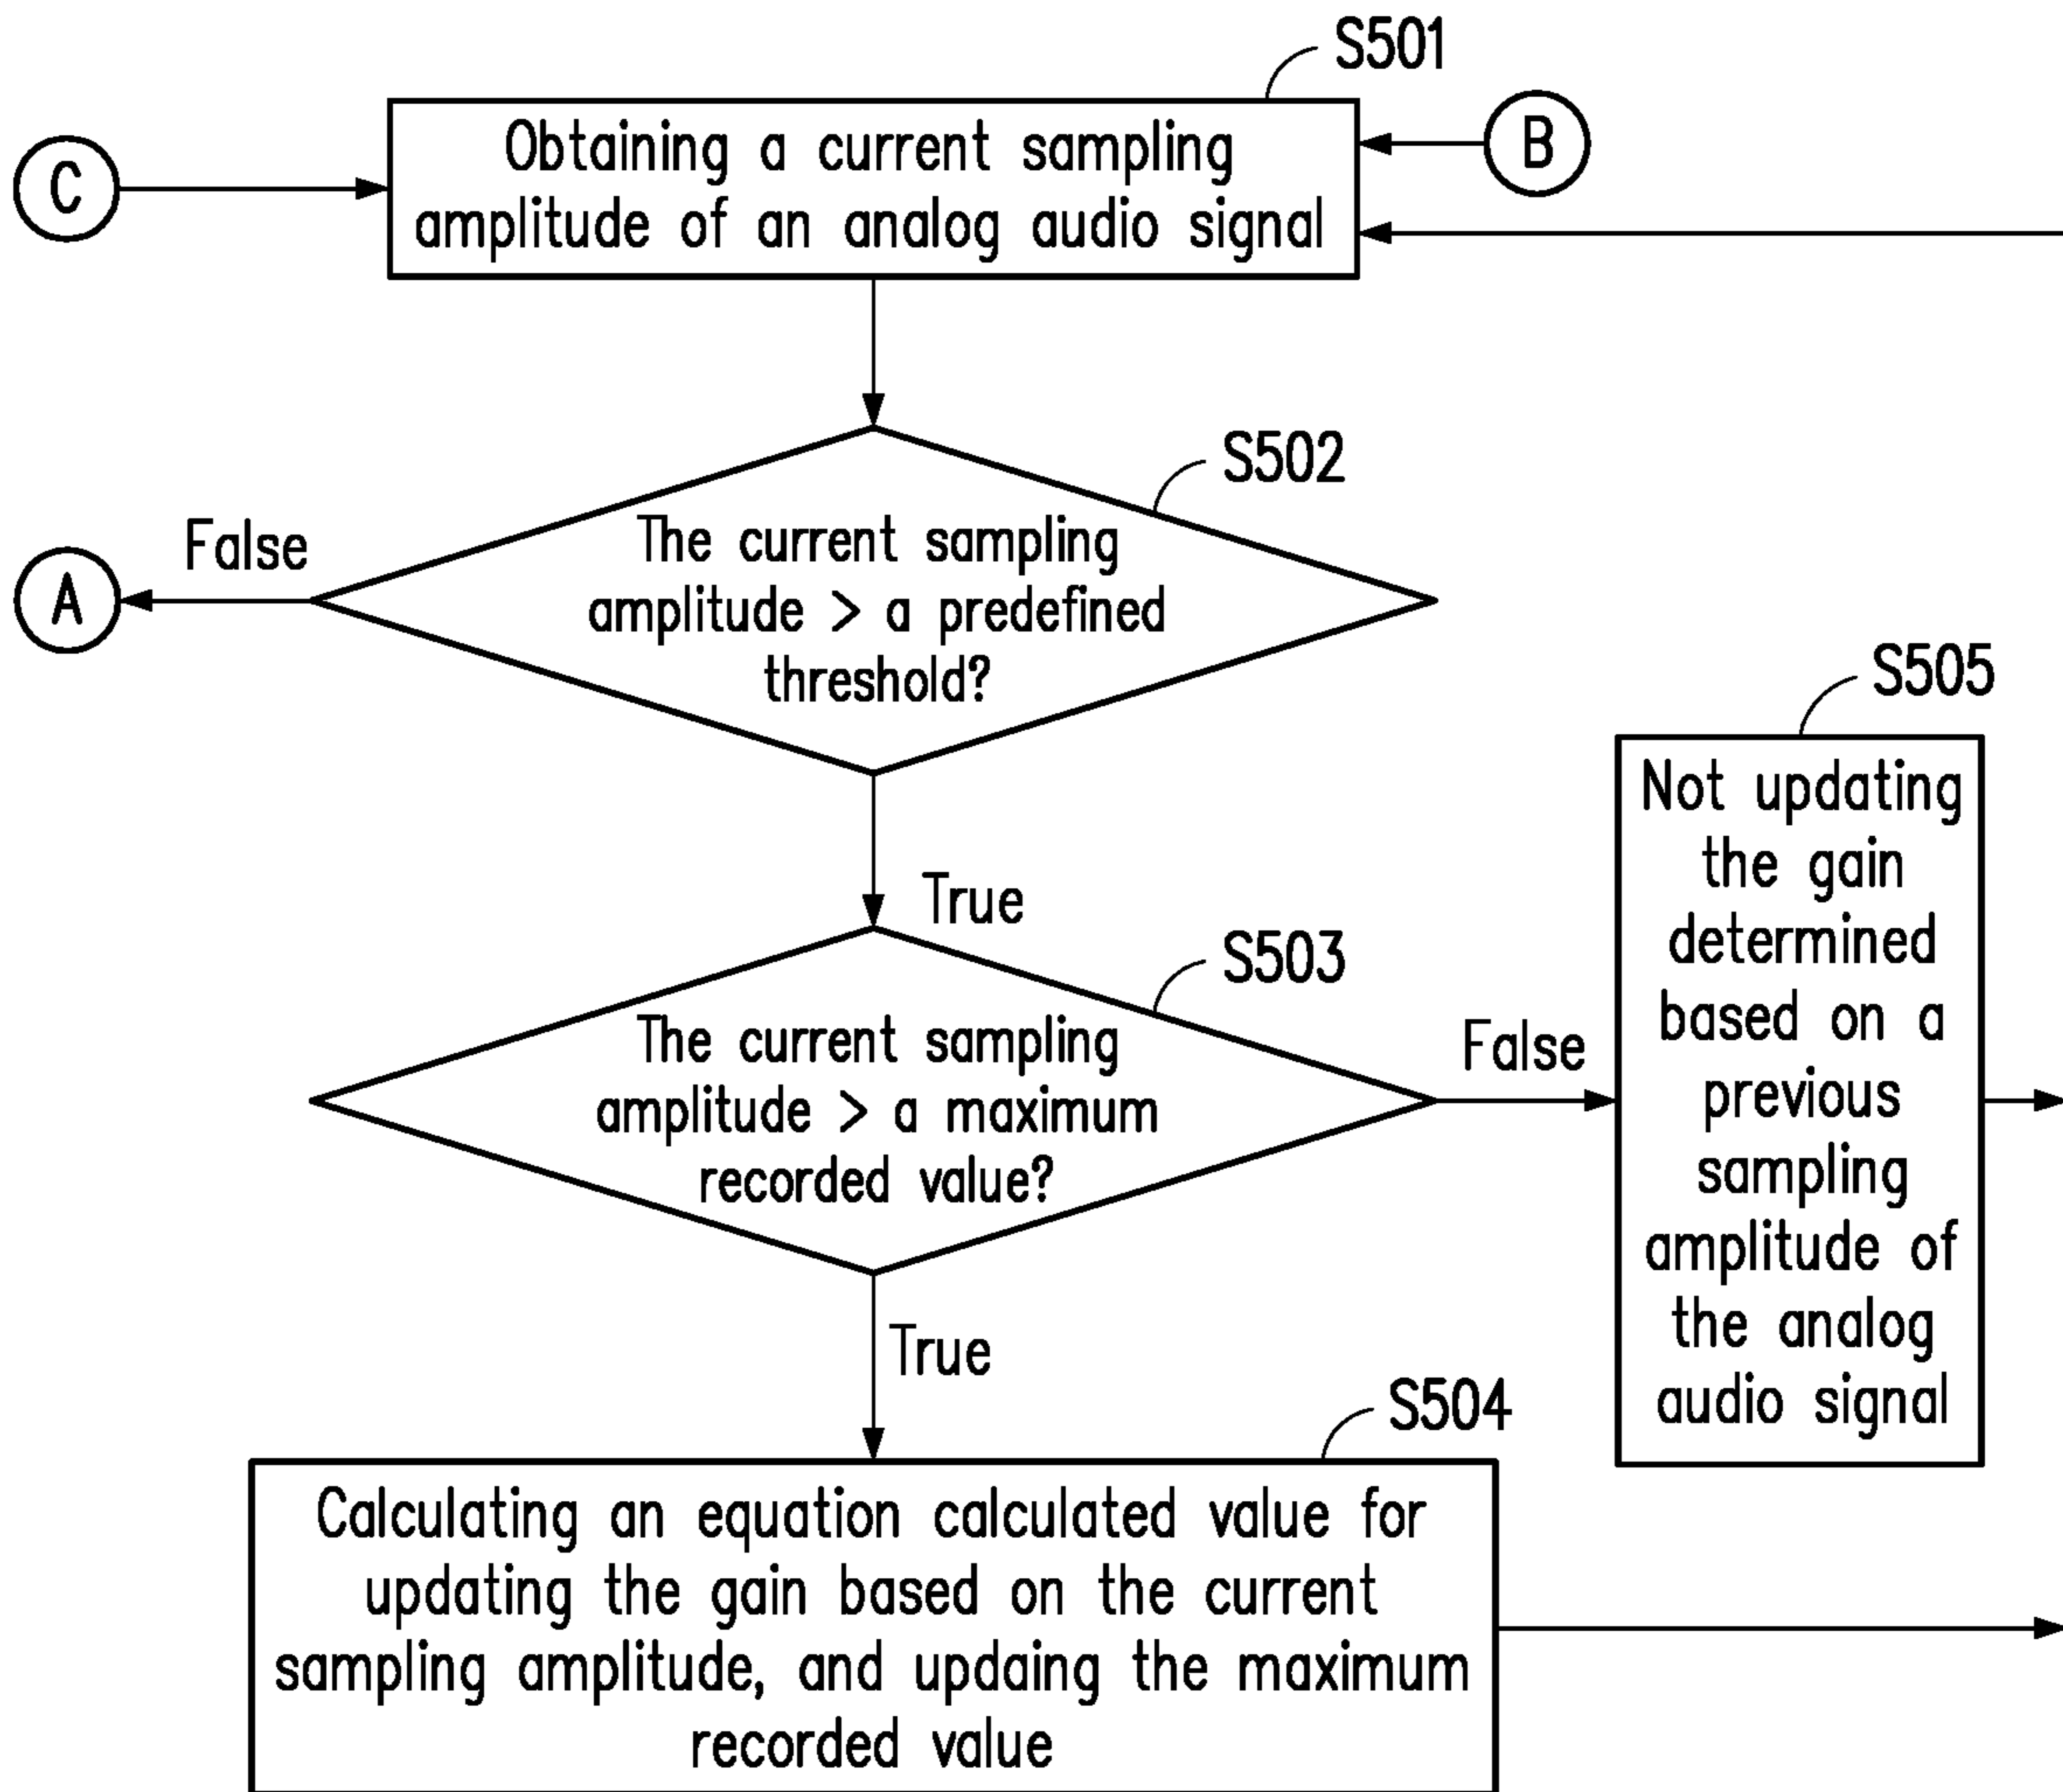 S501
C
Obtaining a current sampling
amplitude of an analog audio signal
B
S502
False
A
The current sampling
amplitude > a predefined
threshold?
True
S503
The current sampling
amplitude > a maximum
recorded value?
False
S505
Not updating
the gain
determined
based on a
previous
sampling
amplitude of
the analog
audio signal
True
S504
Calculating an equation calculated value for
updating the gain based on the current
sampling amplitude, and updaing the maximum
recorded value